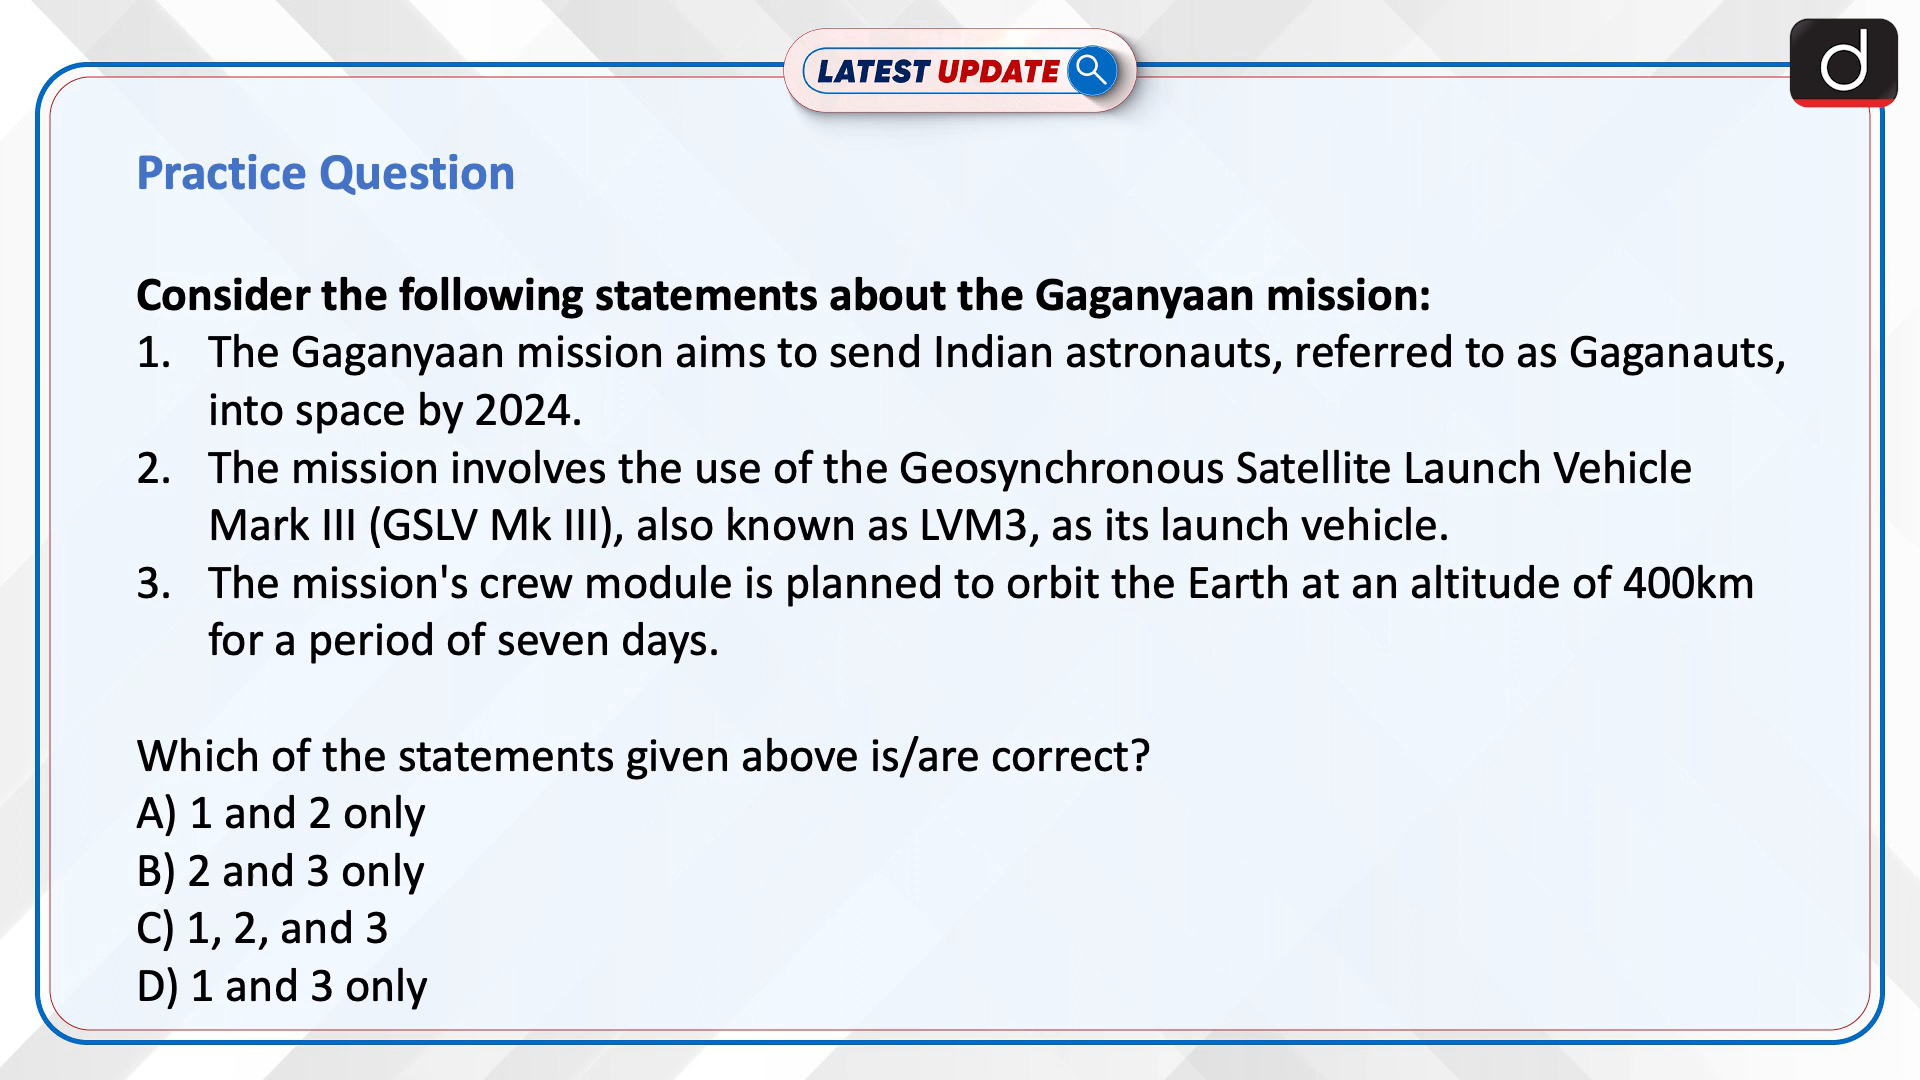 LATEST UPDATE
d
Practice Question
Consider the following statements about the Gaganyaan mission:
1. The Gaganyaan mission aims to send Indian astronauts, referred to as Gaganauts,
into space by 2024.
2. The mission involves the use of the Geosynchronous Satellite Launch Vehicle
Mark III (GSLV Mk III), also known as LVM3, as its launch vehicle.
3. The mission's crew module is planned to orbit the Earth at an altitude of 400km
for a period of seven days.
Which of the statements given above is/are correct?
A) 1 and 2 only
B) 2 and 3 only
C) 1, 2, and 3
D) 1 and 3 only